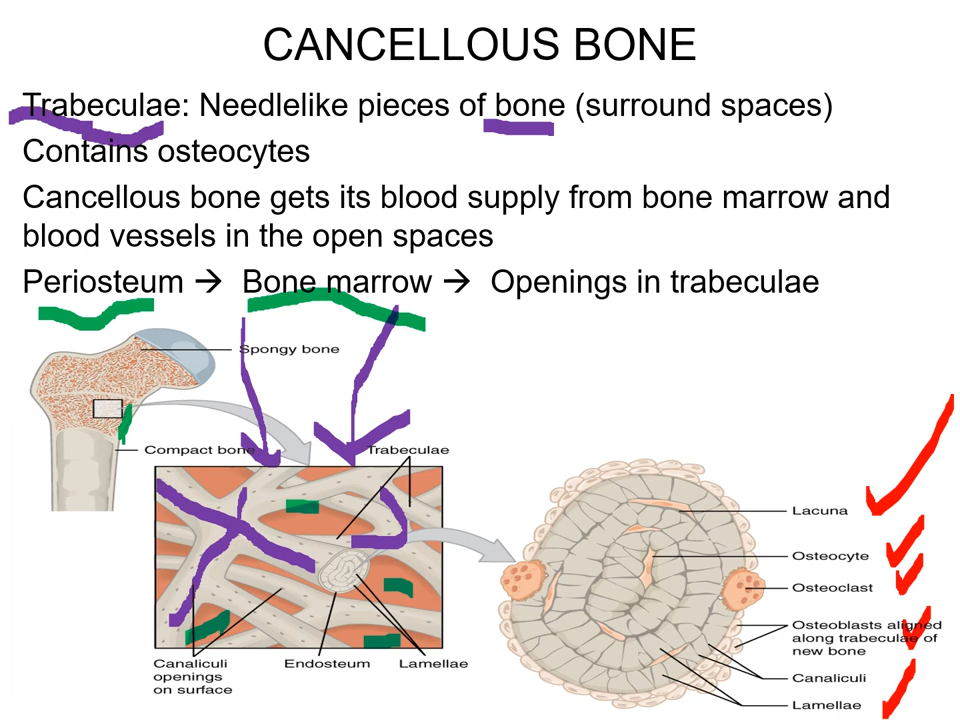 CANCELLOUS BONE
Trabeculae: Needlelike pieces of bone (surround spaces)
Contains osteocytes
Cancellous bone gets its blood supply from bone marrow and
blood vessels in the open spaces
Periosteum → Bone marrow → Openings in trabeculae
Spongy bone
Compact bone
Trabeculae
Canaliculi
openings
on surface
Endosteum
Lamellae
Lacuna
Osteocyte
Osteoclast
Osteoblasts aligned
along trabeculae of
new bone
Canaliculi
Lamellae